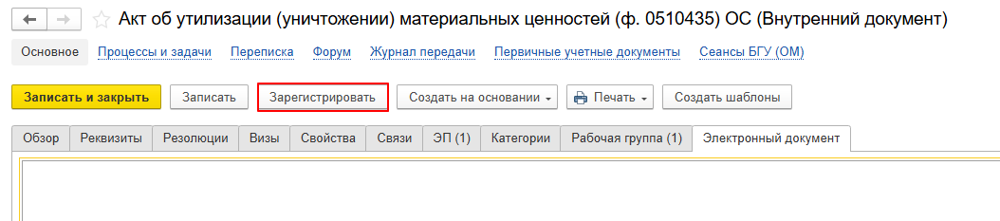 Акт об утилизации (уничтожении) материальных ценностей (ф. 0510435) ОС (Внутренний документ)
Основное Процессы и задачи Переписка Форум Журнал передачи Первичные учетные документы Сеансы БГУ (ОМ)
Записать и закрыть Записать Зарегистрировать Создать на основании Печать Создать шаблоны
Обзор Реквизиты Резолюции Визы Свойства Связи ЭП (1) Категории Рабочая группа (1) Электронный документ